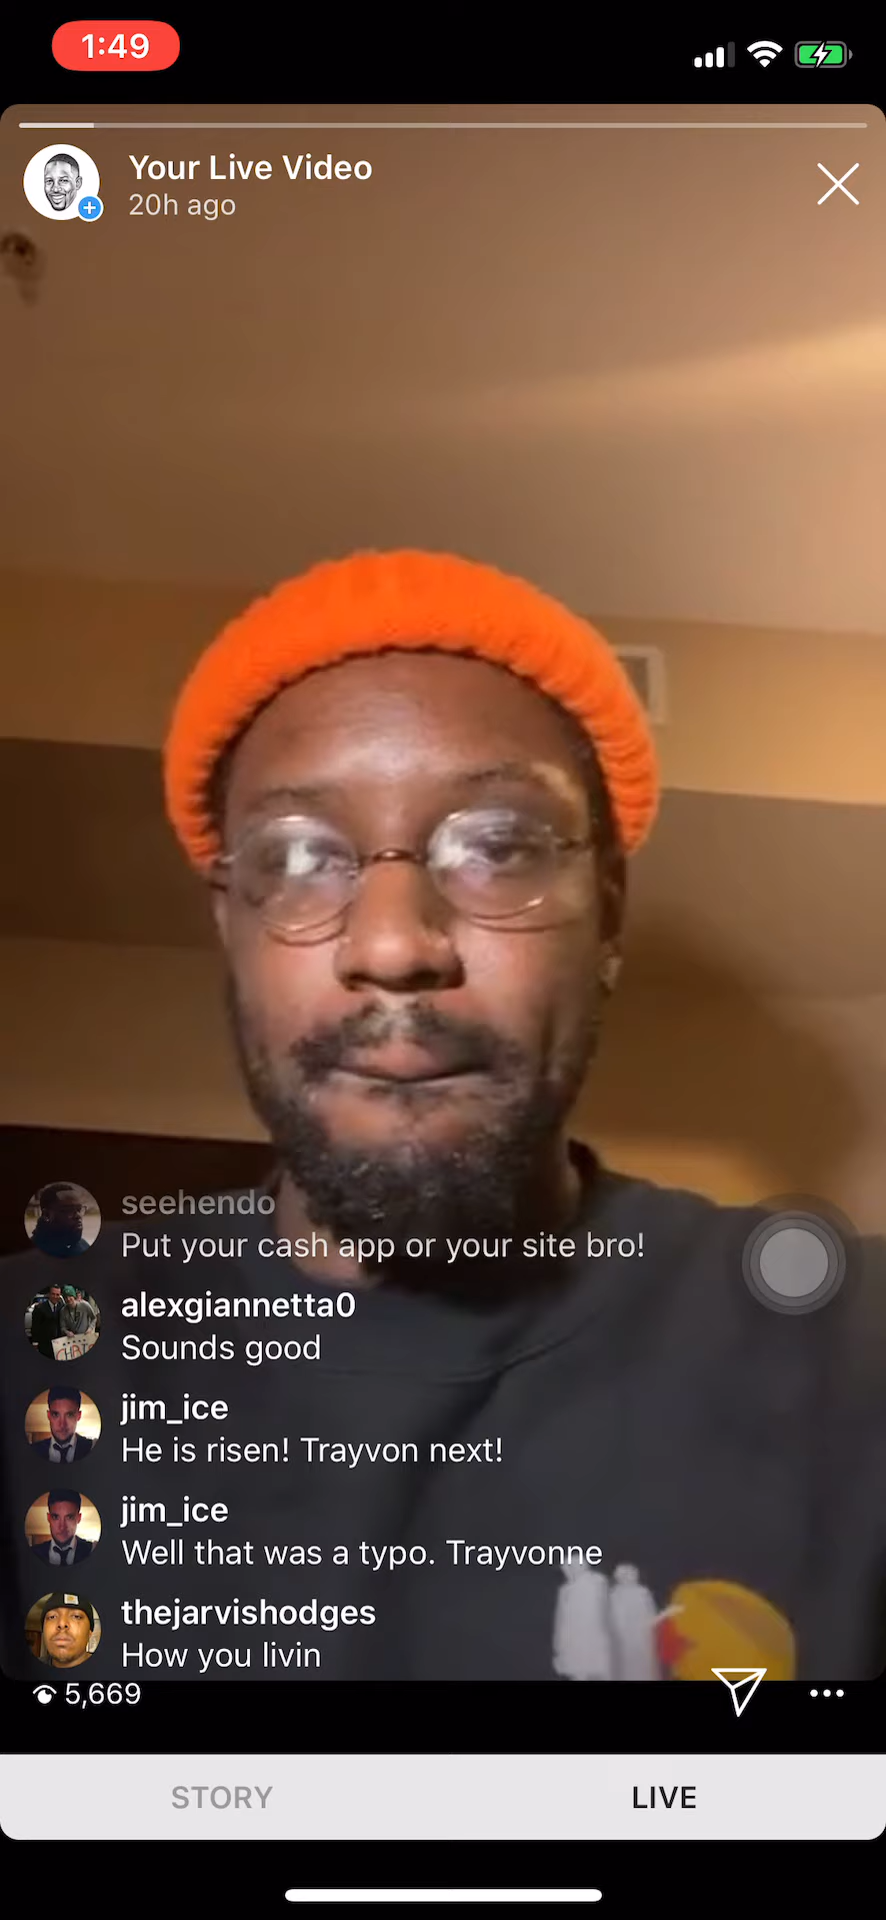 1:49
Your Live Video
20h ago
seehendo
Put your cash app or your site bro!
alexgiannetta0
Sounds good
jim_ice
He is risen! Trayvon next!
jim_ice
Well that was a typo. Trayvonne
thejarvishodges
How you livin
5,669
STORY
LIVE